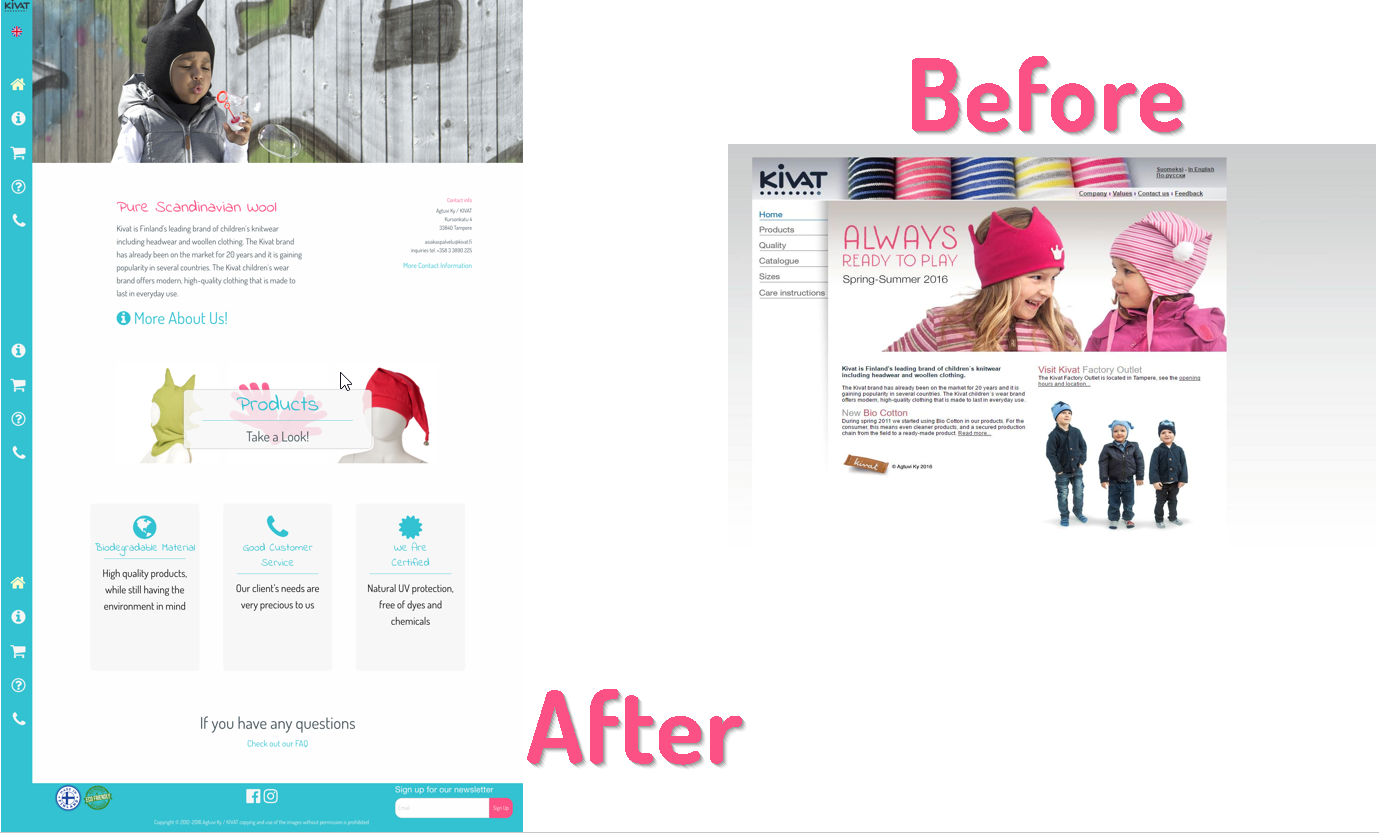 KIVAT
Pure Scandinavian Wool
Kivat is Finland's leading brand of children's knitwear
including headwear and woollen clothing. The Kivat brand
has already been on the market for 20 years and it is gaining
popularity in several countries. The Kivat children's wear
brand offers modern, high-quality clothing that is made to
last in everyday use.
More About Us!
Contact info
Agtuvi Ky / KIVAT
Kuriankatu 4
33840 Tampere
asiakaspalvelu@kivat.fi
inquiries tel. +358 3 3890 225
More Contact Information
Products
Take a Look!
Biodegradable Material
High quality products,
while still having the
environment in mind
Good Customer
Service
Our client's needs are
very precious to us
We Are
Certified
Natural UV protection,
free of dyes and
chemicals
If you have any questions
Check out our FAQ
ECO FRIENDLY
Sign up for our newsletter
Email
Sign Up
Copyright © 2010-2016 Agtuvi Ky / KIVAT copying and use of the images without permission is prohibited
After
Before
KIVAT
Suomeksi - In English
По русски
Company I Values I Contact us I Feedback
Home
Products
Quality
Catalogue
Sizes
Care instructions
ALWAYS
READY TO PLAY
Spring-Summer 2016
Kivat is Finland's leading brand of children´s knitwear
including headwear and woollen clothing.
The Kivat brand has already been on the market for 20 years and it is
gaining popularity in several countries. The Kivat children´s wear brand
offers modern, high-quality clothing that is made to last in everyday use.
New Bio Cotton
During spring 2011 we started using Bio Cotton in our products. For the
consumer, this means even cleaner products, and a secured production
chain from the field to a ready-made product. Read more...
kivat
© Agtuvi Ky 2016
Visit Kivat Factory Outlet
The Kivat Factory Outlet is located in Tampere, see the opening
hours and location...